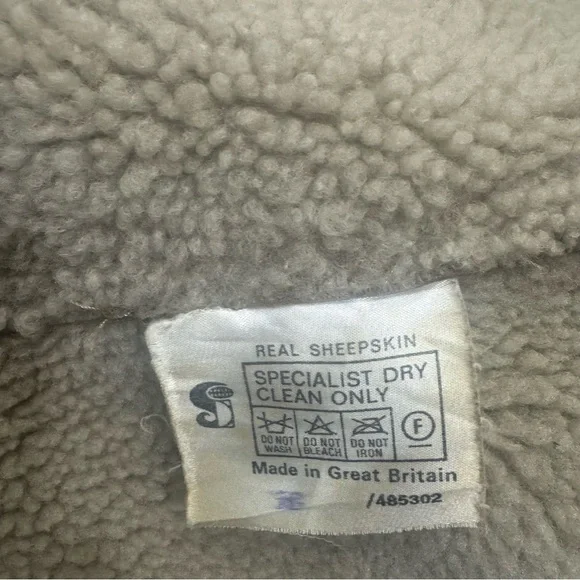 REAL SHEEPSKIN
SPECIALIST DRY
CLEAN ONLY
DO NOT WASH
DO NOT BLEACH
DO NOT IRON
F
Made in Great Britain
/485302